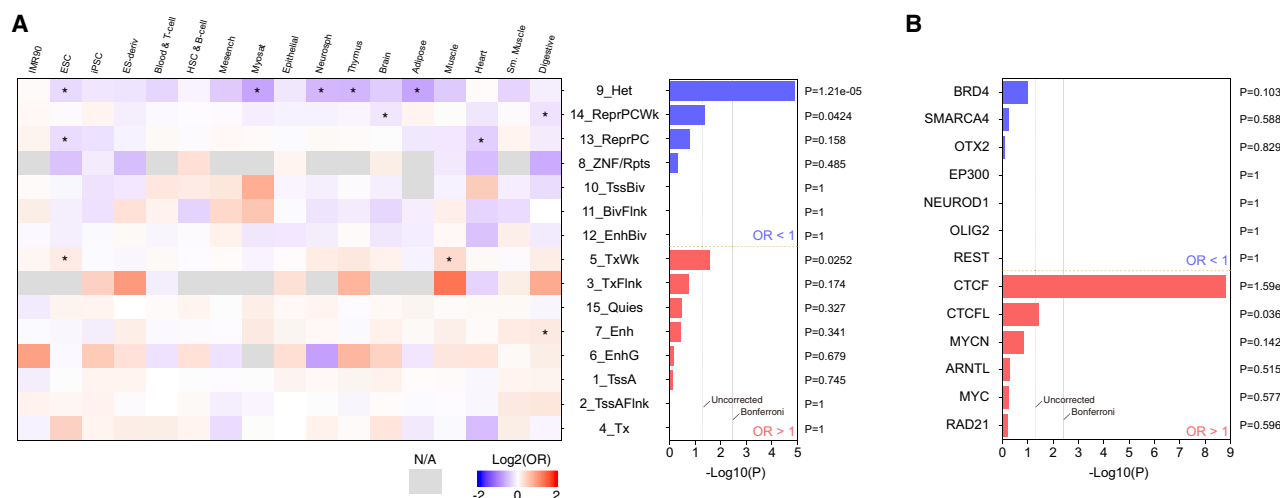 A
B
IMR90
ESC
iPSC
ES-deriv
Blood & T-cell
HSC & B-cell
Mesench
Myosat
Epithelial
Neurosph
Thymus
Brain
Adipose
Muscle
Heart
Sm. Muscle
Digestive
* * * * * 9_Het P=1.21e-05
* * 14_ReprPCWk P=0.0424
* * 13_ReprPC P=0.158
8_ZNF/Rpts P=0.485
10_TssBiv P=1
11_BivFlnk P=1
12_EnhBiv OR < 1 P=1
* * 5_TxWk P=0.0252
3_TxFlnk P=0.174
15_Quies P=0.327
* 7_Enh P=0.341
6_EnhG P=0.679
1_TssA P=0.745
2_TssAFlnk P=1
4_Tx P=1
Uncorrected
Bonferroni
OR > 1
0 1 2 3 4 5
-Log10(P)
N/A
Log2(OR)
-2 0 2
BRD4 P=0.103
SMARCA4 P=0.588
OTX2 P=0.829
EP300 P=1
NEUROD1 P=1
OLIG2 P=1
REST OR < 1 P=1
CTCF P=1.59e
CTCFL P=0.036
MYCN P=0.142
ARNTL P=0.515
MYC P=0.577
RAD21 P=0.596
Uncorrected
Bonferroni
OR > 1
0 1 2 3 4 5 6 7 8 9
-Log10(P)